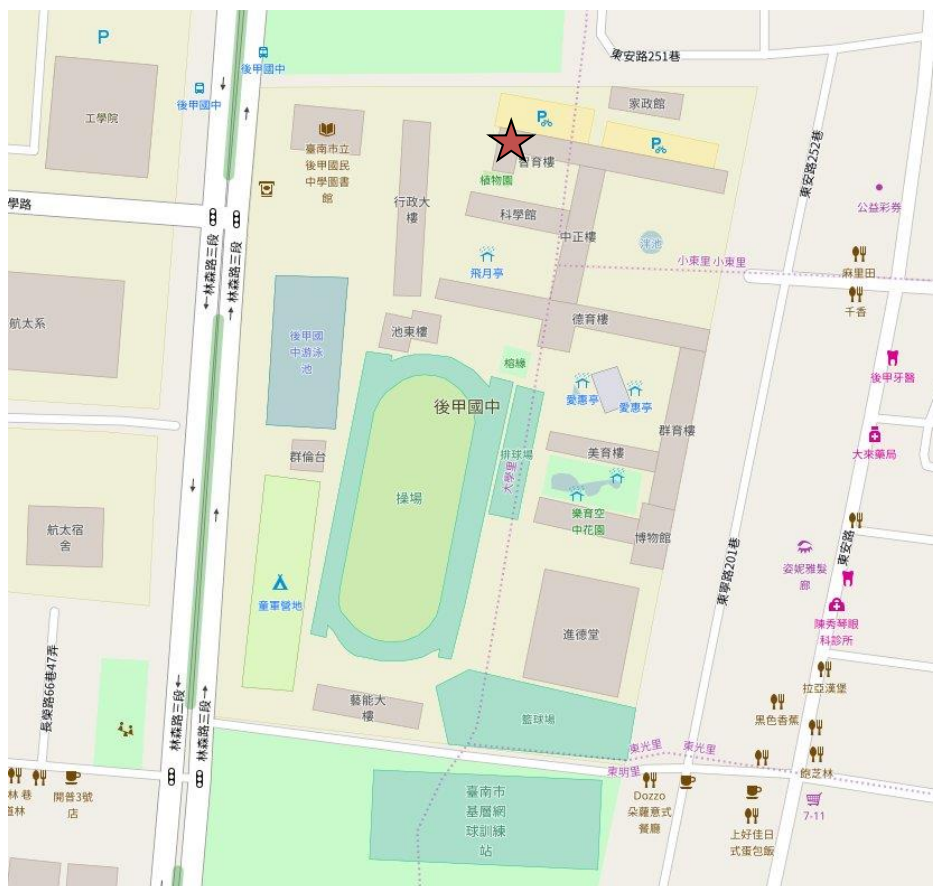 東安路251巷
P
後甲國中
後甲國中
家政館
P
工學院
臺南市立
後甲國民
中學圖書
館
P
智育樓
東安路252巷
植物園
行政大
樓
科學館
學路
公益彩券
中正樓
泮池
林森路三段
林森路三段
飛月亭
小東里 小東里
麻里田
千香
航太系
池東樓
德育樓
後甲國
中游泳
池
榕緣
後甲牙醫
後甲國中
愛惠亭
愛惠亭
群育樓
群倫台
排球場
美育樓
大來藥局
大學里
操場
樂育空
中花園
航太宿
舍
博物館
東寧路201巷
東安路
姿妮雅髮
廊
童軍營地
陳秀琴眼
科診所
進德堂
長榮路66巷47弄
林森路三段
林森路三段
拉亞漢堡
藝能大
樓
籃球場
黑色香蕉
東光里
東光里
東明里
鮑芝林
林 巷
道林
開普3號
店
臺南市
基層網
球訓練
站
Dozzo
朵蘿意式
餐廳
7-11
上好佳日
式蛋包飯